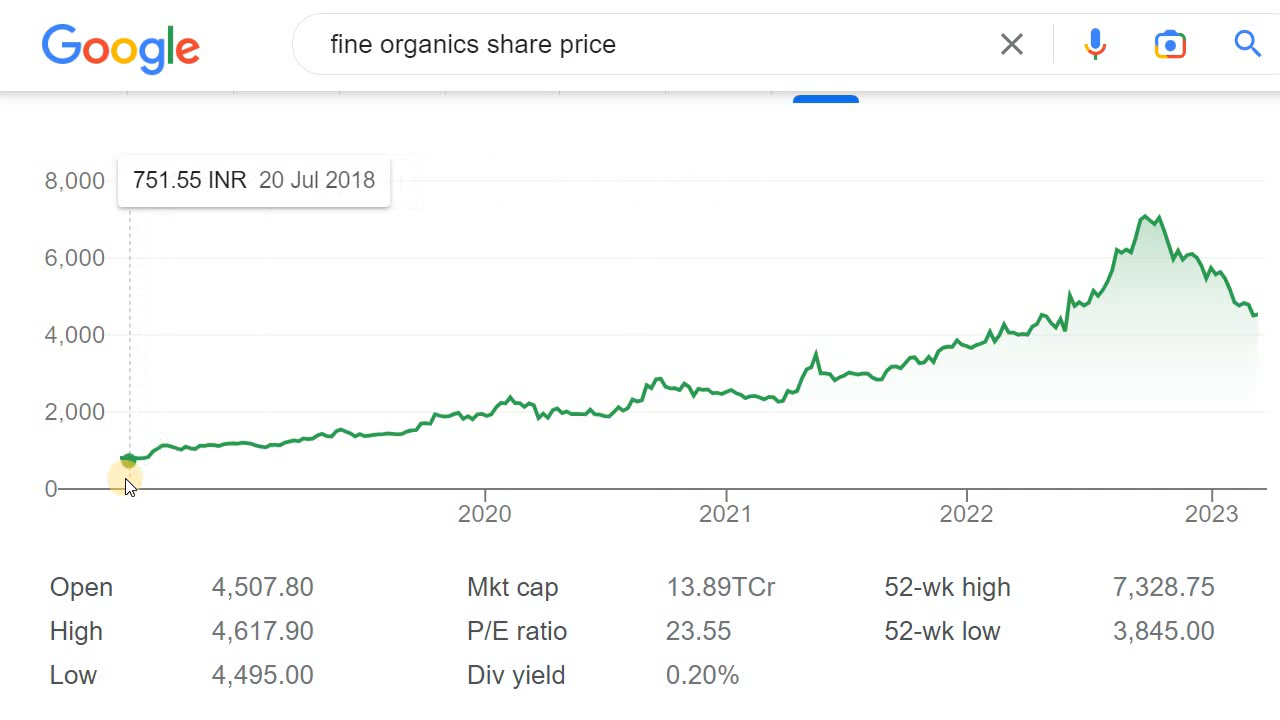 Google
fine organics share price
751.55 INR 20 Jul 2018
8,000
6,000
4,000
2,000
0
2020 2021 2022 2023
Open 4,507.80 Mkt cap 13.89TCr 52-wk high 7,328.75
High 4,617.90 P/E ratio 23.55 52-wk low 3,845.00
Low 4,495.00 Div yield 0.20%